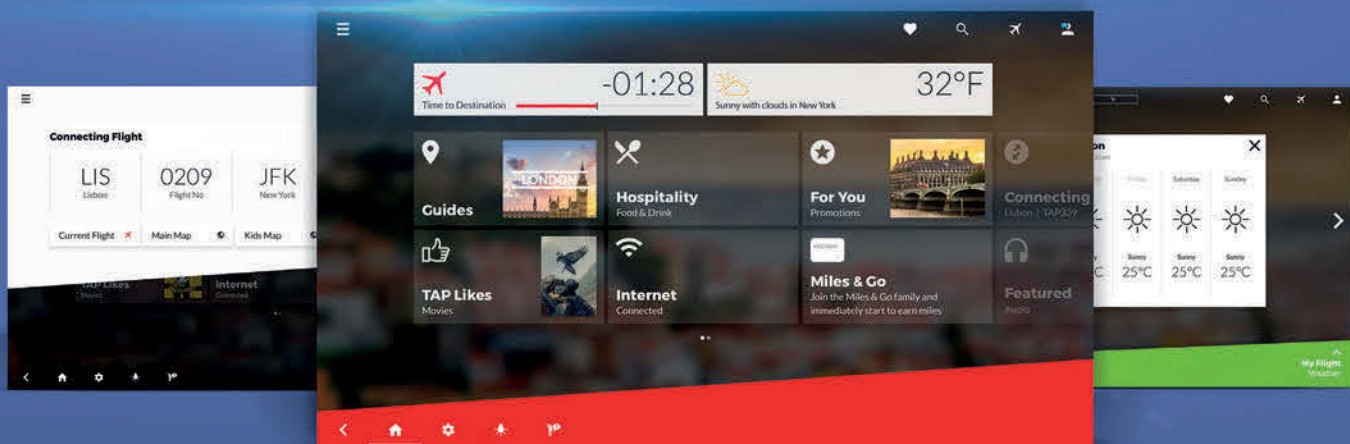 Connecting Flight
LIS
Lisbon
0209
Flight No
JFK
New York
Current Flight
Main Map
Kids Map
TAP Likes
Movies
Internet
Connected
-01:28
Time to Destination
32°F
Sunny with clouds in New York
Guides
LONDON
Hospitality
Food & Drink
For You
Promotions
Connecting
Lisbon | TAP339
TAP Likes
Movies
Internet
Connected
Miles & Go
Join the Miles & Go family and
immediately start to earn miles
Featured
Audio
on
Friday
Saturday
Sunday
Sunny
Sunny
Sunny
25°C
25°C
25°C
My Flight
Weather